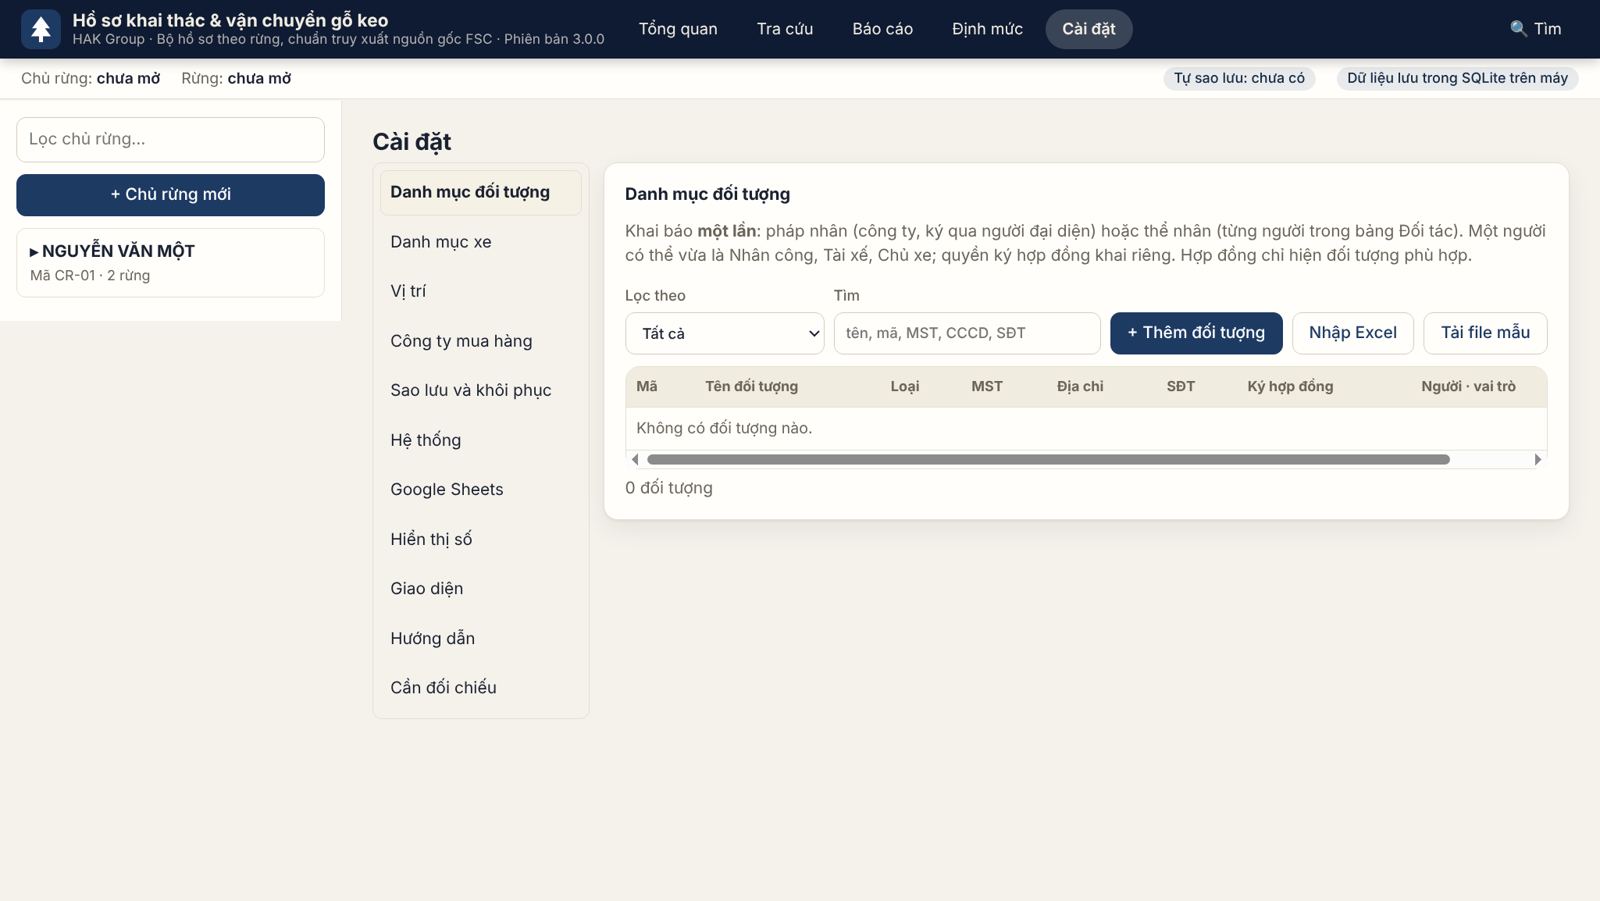 Hồ sơ khai thác & vận chuyển gỗ keo
HAK Group · Bộ hồ sơ theo rừng, chuẩn truy xuất nguồn gốc FSC · Phiên bản 3.0.0
Tổng quan
Tra cứu
Báo cáo
Định mức
Cài đặt
🔍 Tìm
Chủ rừng: chưa mở
Rừng: chưa mở
Tự sao lưu: chưa có
Dữ liệu lưu trong SQLite trên máy
Lọc chủ rừng...
+ Chủ rừng mới
▸ NGUYỄN VĂN MỘT
Mã CR-01 · 2 rừng
Cài đặt
Danh mục đối tượng
Danh mục xe
Vị trí
Công ty mua hàng
Sao lưu và khôi phục
Hệ thống
Google Sheets
Hiển thị số
Giao diện
Hướng dẫn
Cần đối chiếu
Danh mục đối tượng
Khai báo một lần: pháp nhân (công ty, ký qua người đại diện) hoặc thể nhân (từng người trong bảng Đối tác). Một người
có thể vừa là Nhân công, Tài xế, Chủ xe; quyền ký hợp đồng khai riêng. Hợp đồng chỉ hiện đối tượng phù hợp.
Lọc theo
Tìm
Tất cả
tên, mã, MST, CCCD, SĐT
+ Thêm đối tượng
Nhập Excel
Tải file mẫu
Mã
Tên đối tượng
Loại
MST
Địa chỉ
SĐT
Ký hợp đồng
Người · vai trò
Không có đối tượng nào.
0 đối tượng